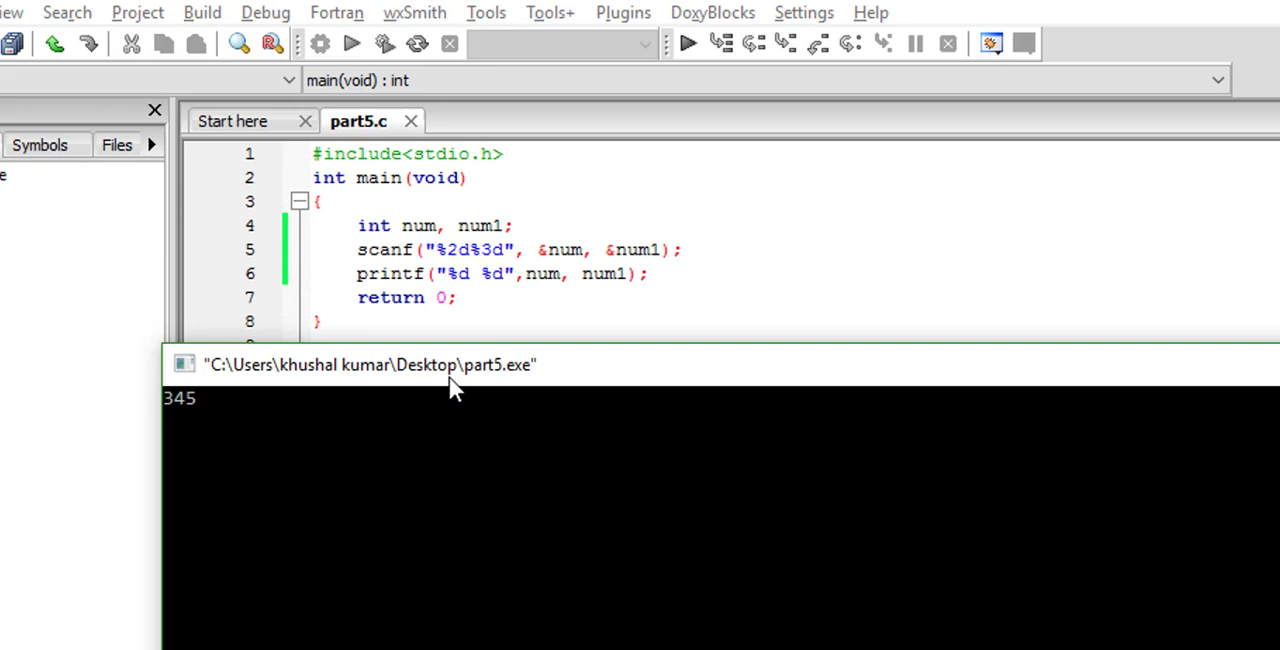 iew Search Project Build Debug Fortran wxSmith Tools Tools+ Plugins DoxyBlocks Settings Help
main(void) : int
Start here part5.c
Symbols Files
e
1 #include<stdio.h>
2 int main(void)
3 {
4 int num, num1;
5 scanf("%2d%3d", &num, &num1);
6 printf("%d %d",num, num1);
7 return 0;
8 }
"C:\Users\khushal kumar\Desktop\part5.exe"
345